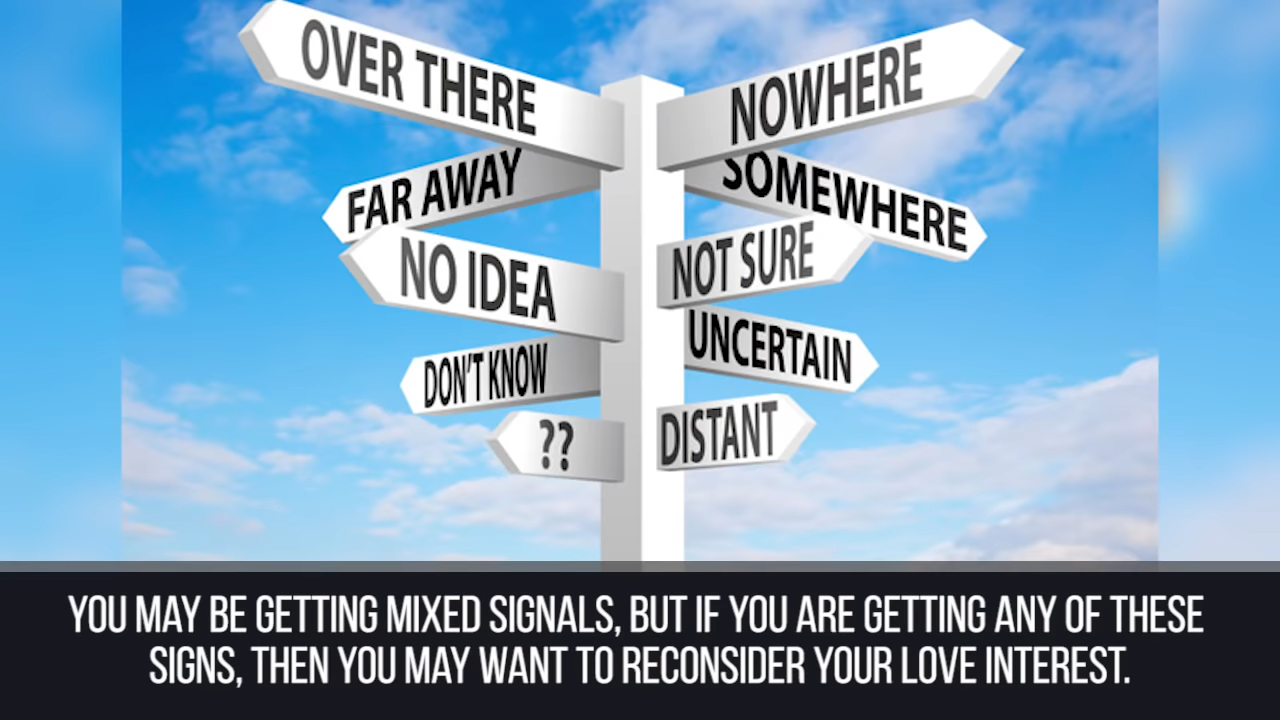 OVER THERE
NOWHERE
FAR AWAY
SOMEWHERE
NO IDEA
NOT SURE
DON'T KNOW
UNCERTAIN
??
DISTANT
YOU MAY BE GETTING MIXED SIGNALS, BUT IF YOU ARE GETTING ANY OF THESE
SIGNS, THEN YOU MAY WANT TO RECONSIDER YOUR LOVE INTEREST.